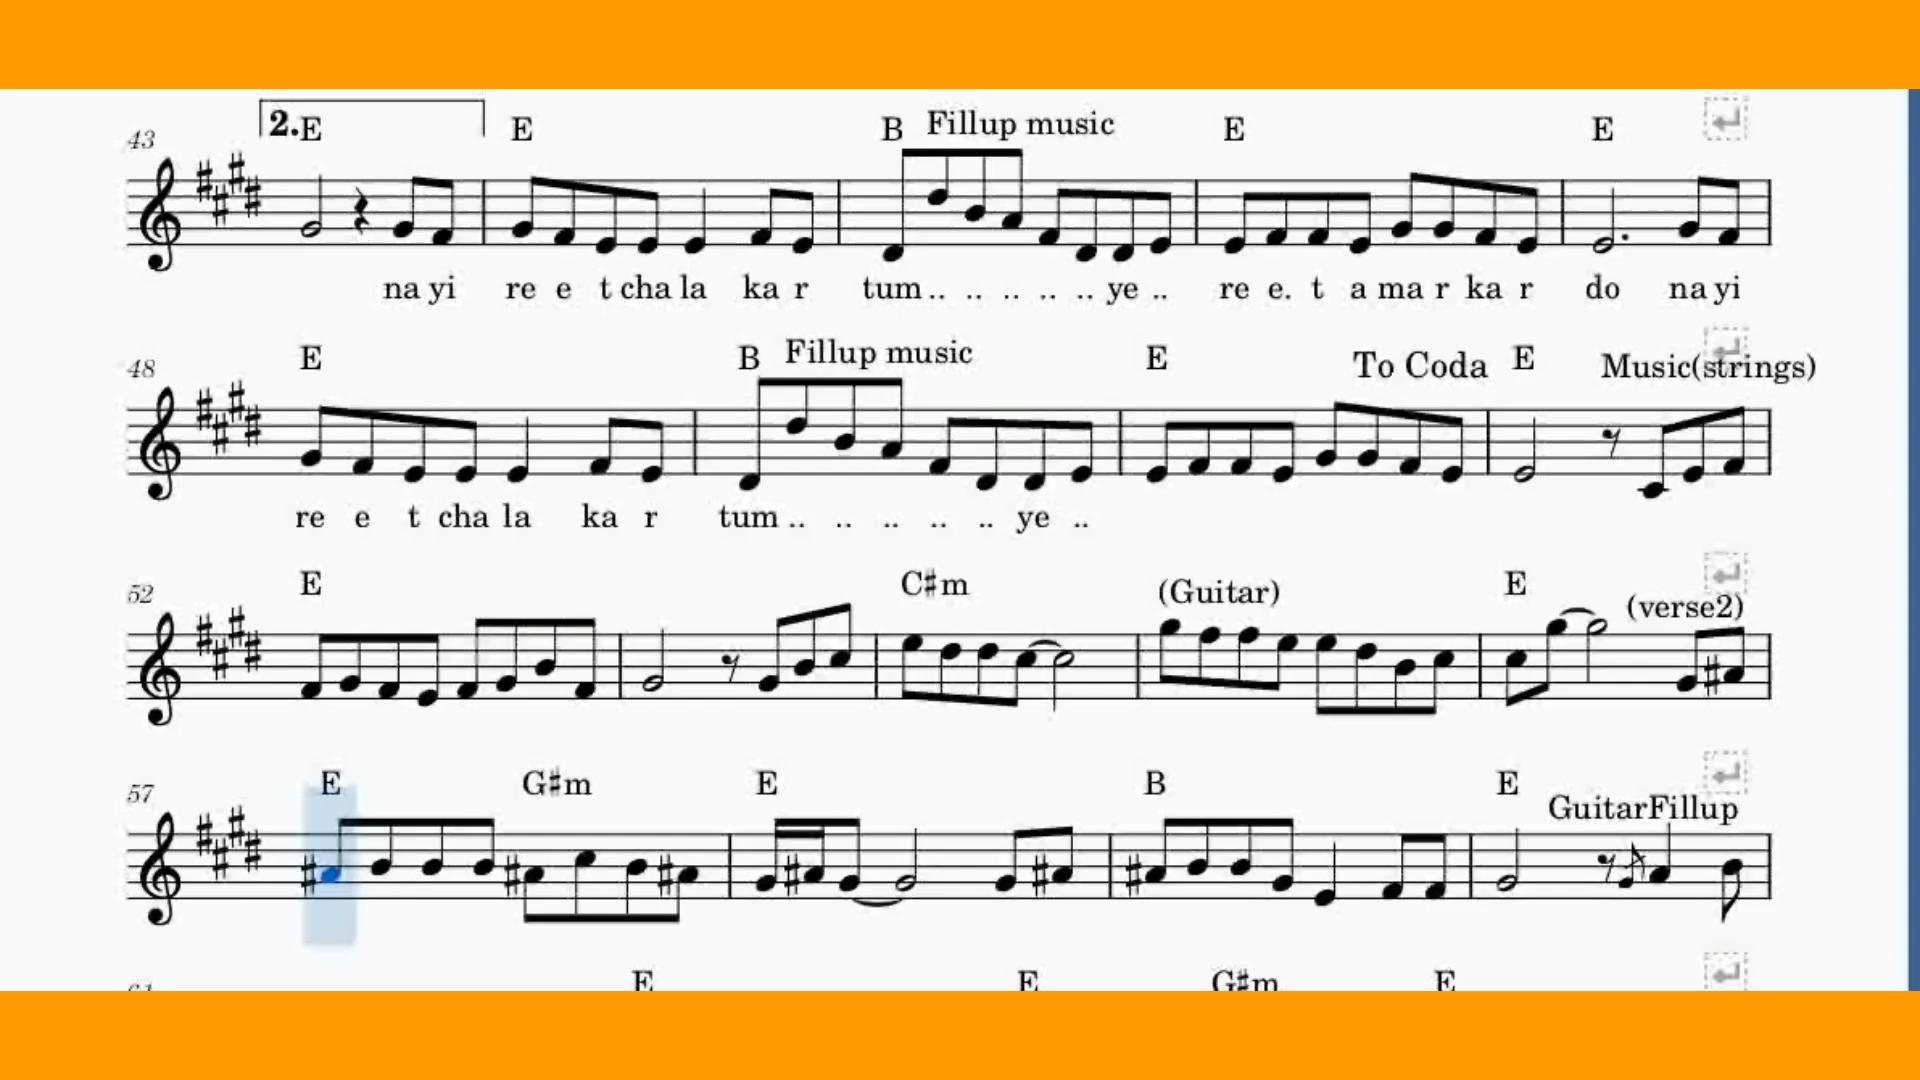 2. E E B Fillup music E E
43
na yi re e t cha la ka r tum .. .. .. .. .. ye .. re e. t a ma r ka r do na yi
E B Fillup music E To Coda E Music(strings)
48
re e t cha la ka r tum .. .. .. .. .. ye ..
E C♯m (Guitar) E (verse2)
52
E G♯m E B E GuitarFillup
57
E E G♯m E
61